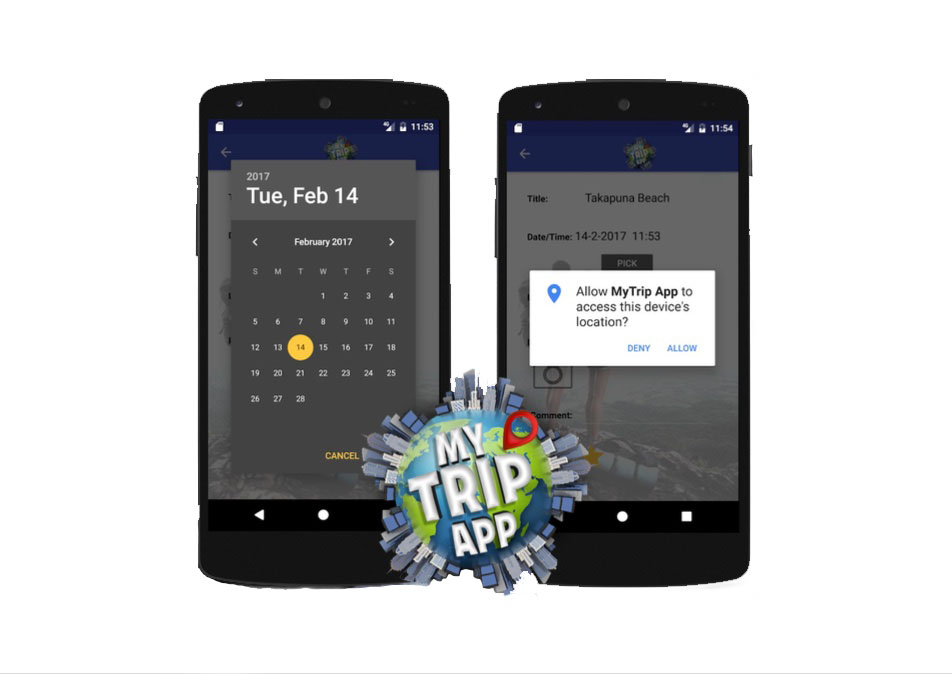 11:53
2017
Tue, Feb 14
February 2017
S M T W T F S
1 2 3 4
5 6 7 8 9 10 11
12 13 14 15 16 17 18
19 20 21 22 23 24 25
26 27 28
CANCEL
4G 11:54
TRIP
Title: Takapuna Beach
Date/Time: 14-2-2017 11:53
PICK
Allow MyTrip App to
access this device's
location?
DENY ALLOW
Comment:
MY
TRIP
APP